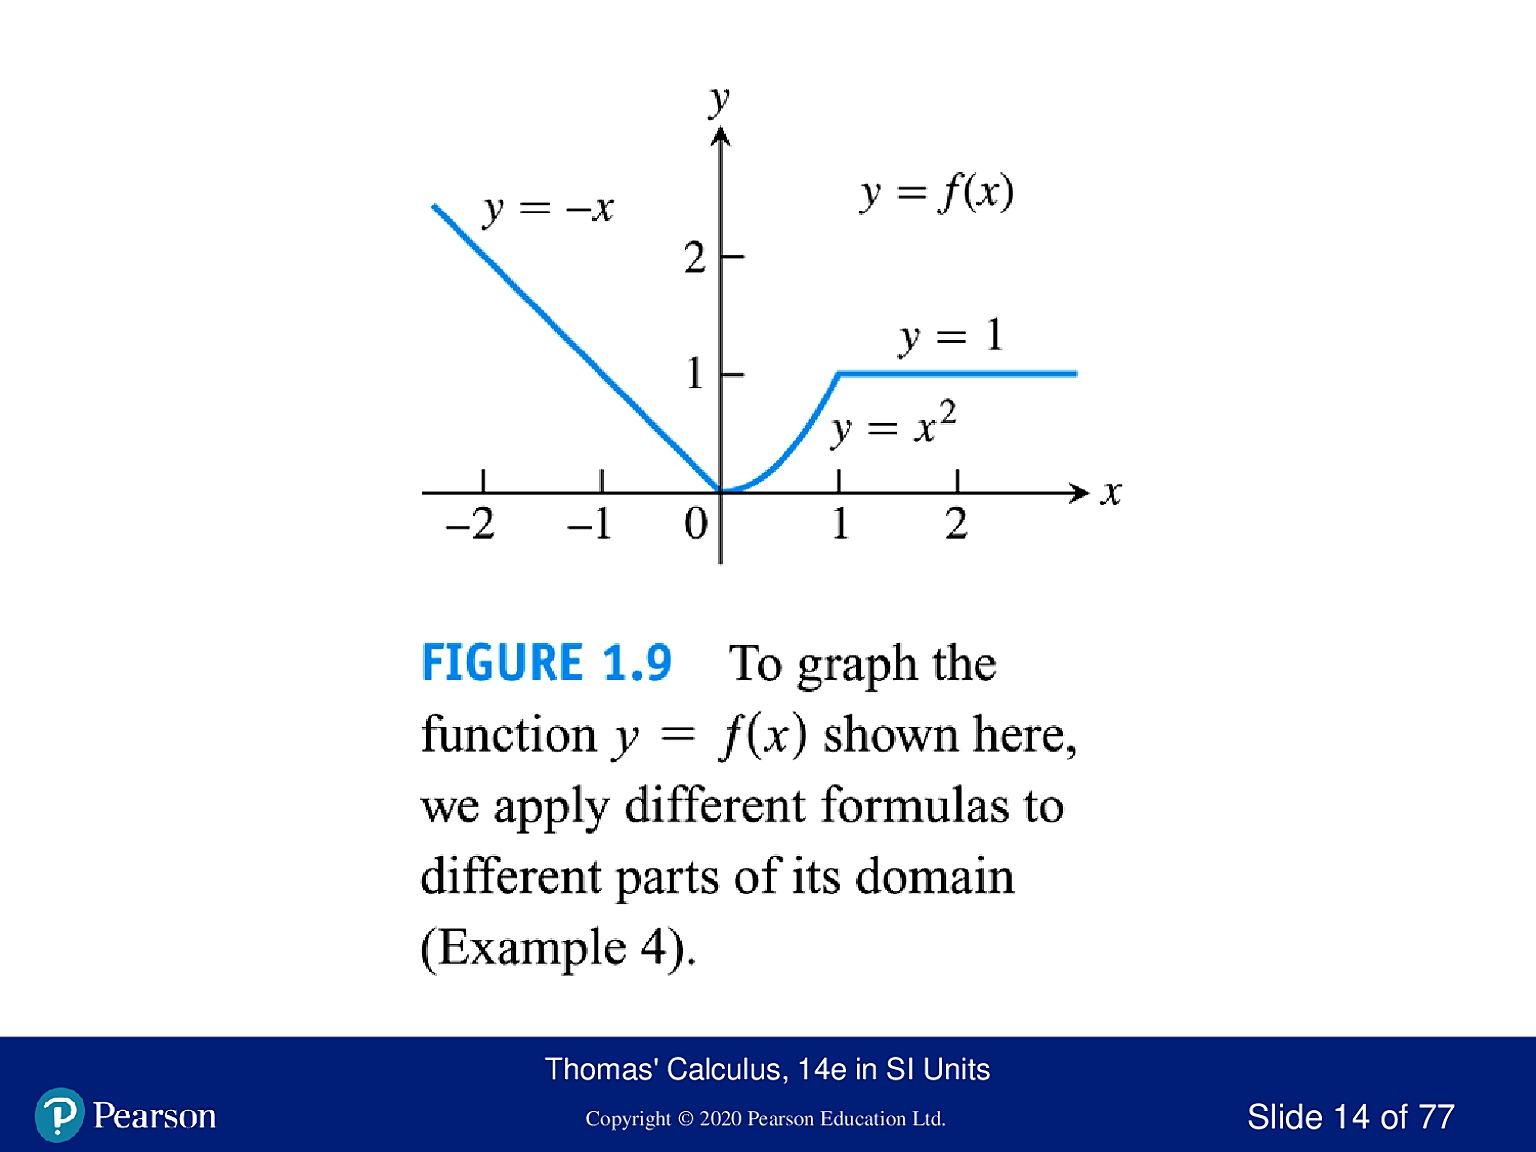 y
y = –x
y = f(x)
2
y = 1
1
y = x²
x
–2 –1 0 1 2
FIGURE 1.9 To graph the
function y = f(x) shown here,
we apply different formulas to
different parts of its domain
(Example 4).
Thomas' Calculus, 14e in SI Units
P Pearson
Copyright © 2020 Pearson Education Ltd.
Slide 14 of 77